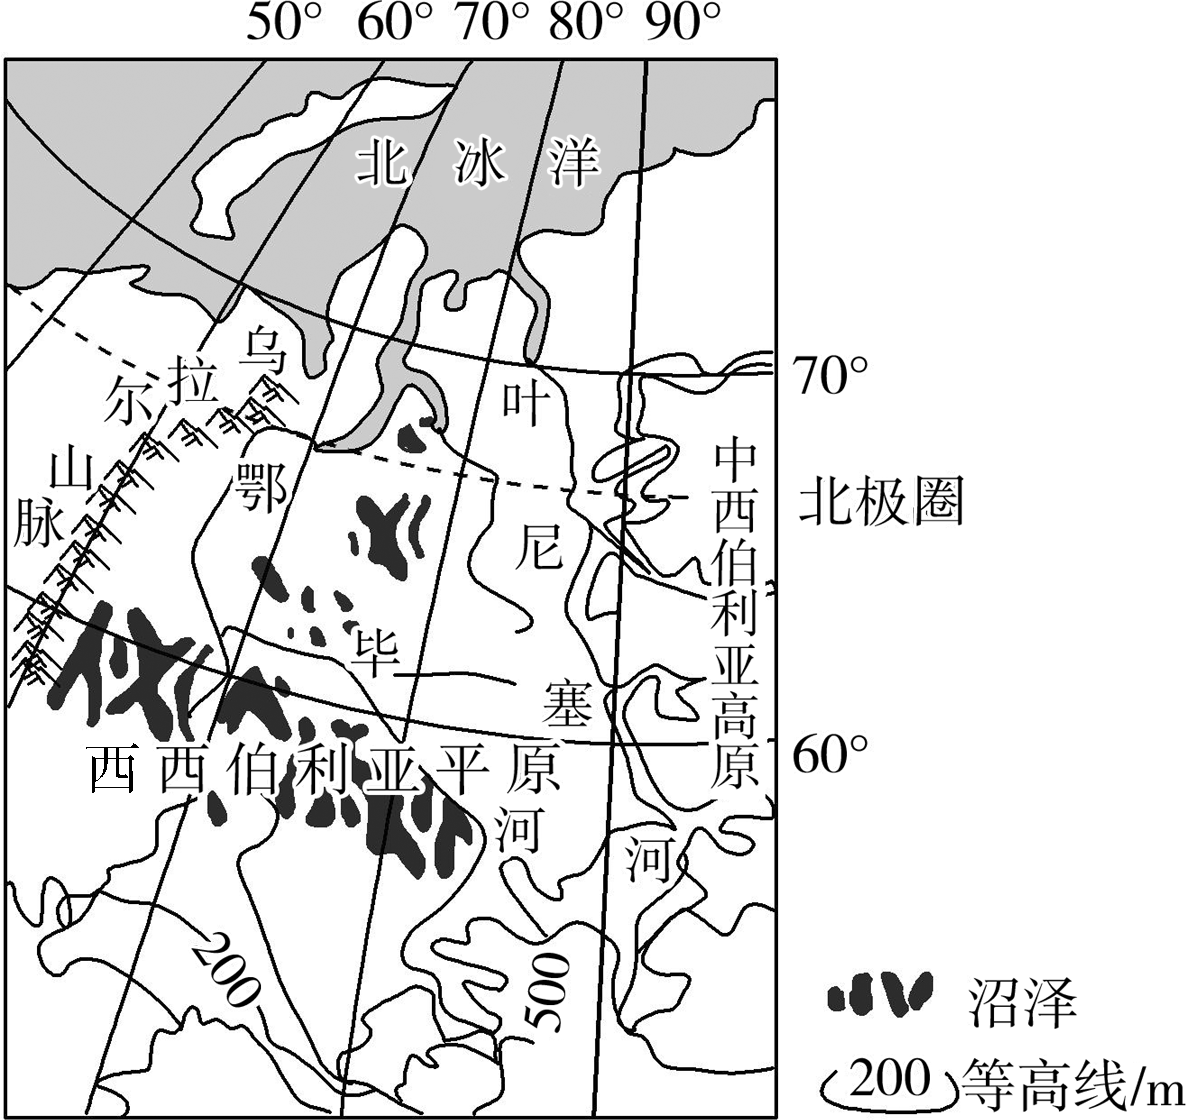 50° 60° 70° 80° 90°
北冰洋
70°
乌拉尔山脉
叶尼塞河
鄂毕河
中西伯利亚高原
北极圈
西西伯利亚平原
60°
200
500
沼泽
200 等高线/m